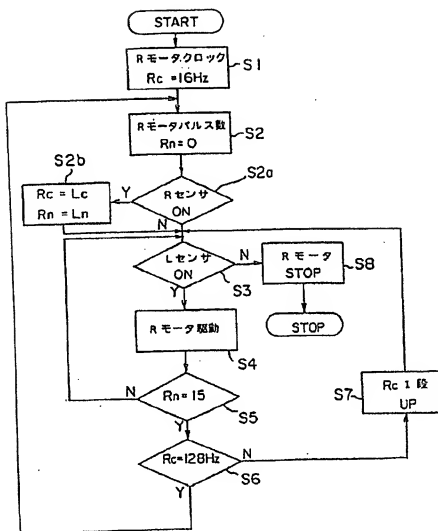 START
Rモータ.クロック
Rc =16Hz
S1
Rモータパルス数
Rn=0
S2
S2b
Rc = Lc
Rn = Ln
Y
Rセンサ
ON
S2a
N
Lセンサ
ON
N
S3
Y
Rモータ
STOP
S8
STOP
Rモータ駆動
S4
N
Rn=15
S5
Y
Rc 1段
UP
S7
Rc=128Hz
N
S6
Y